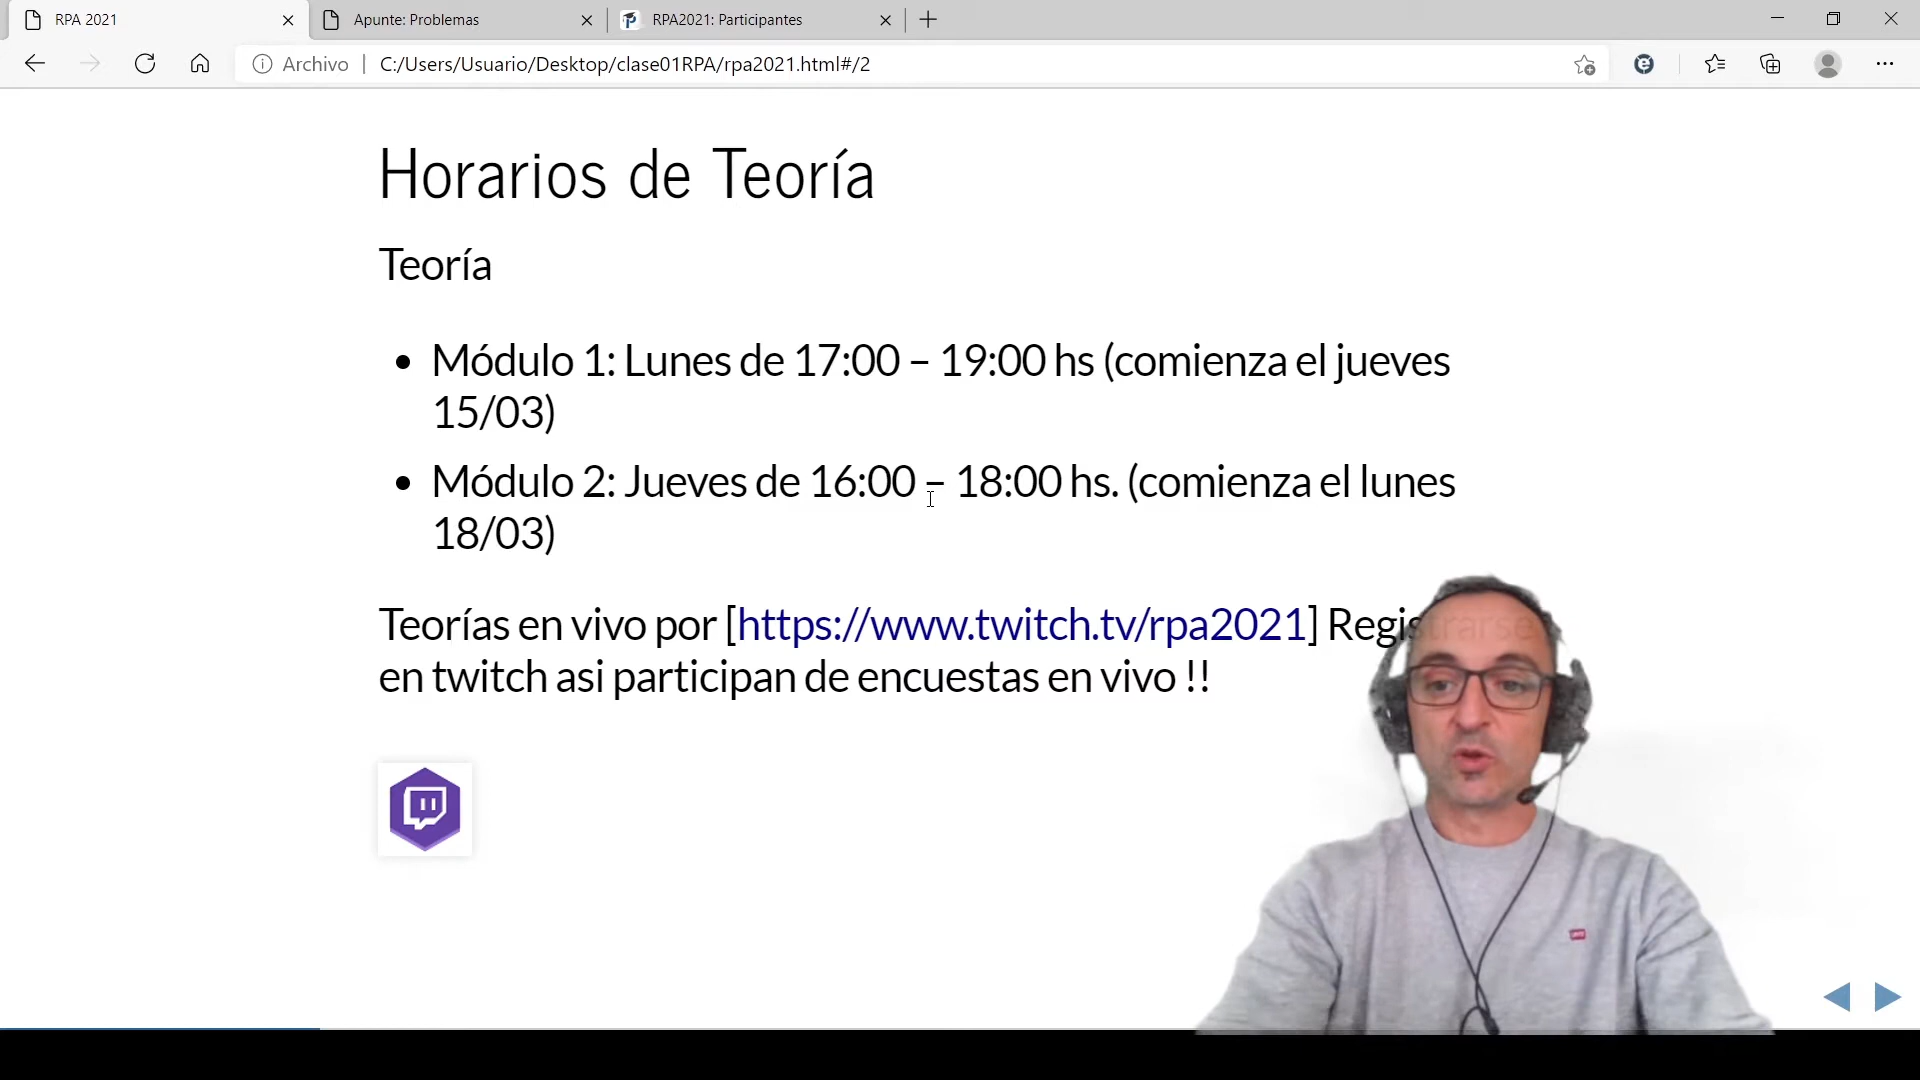 RPA 2021
Apunte: Problemas
RPA2021: Participantes
Archivo
C:/Users/Usuario/Desktop/clase01RPA/rpa2021.html#/2
Horarios de Teoría
Teoría
• Módulo 1: Lunes de 17:00 – 19:00 hs (comienza el jueves
15/03)
• Módulo 2: Jueves de 16:00 – 18:00 hs. (comienza el lunes
18/03)
Teorías en vivo por [https://www.twitch.tv/rpa2021] Registrarse
en twitch asi participan de encuestas en vivo !!